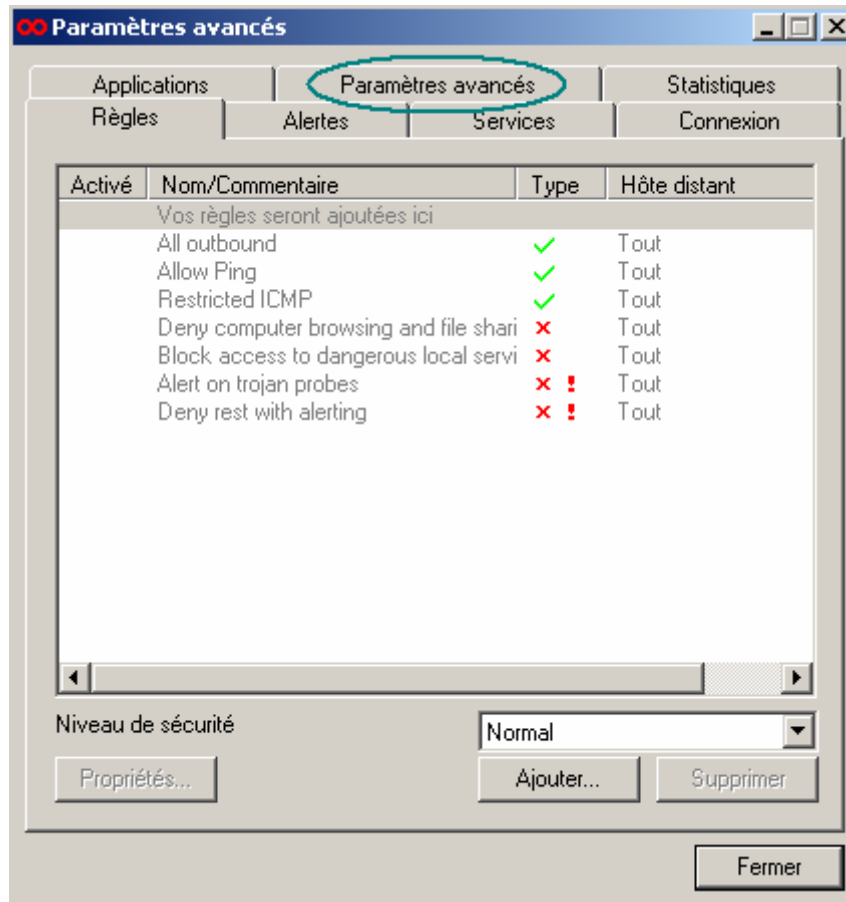 Paramètres avancés
Applications Paramètres avancés Statistiques
Règles Alertes Services Connexion
Activé Nom/Commentaire Type Hôte distant
Vos règles seront ajoutées ici
All outbound Tout
Allow Ping Tout
Restricted ICMP Tout
Deny computer browsing and file shari Tout
Block access to dangerous local servi Tout
Alert on trojan probes Tout
Deny rest with alerting Tout
Niveau de sécurité Normal
Propriétés... Ajouter... Supprimer
Fermer